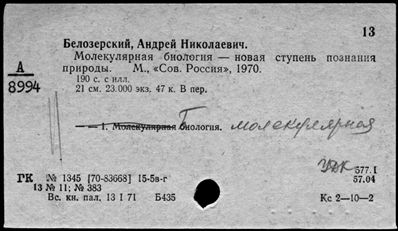 13
Белозерский, Андрей Николаевич.
Молекулярная биология — новая ступень познания
природы. М., «Сов. Россия», 1970.
190 с. с илл.
21 см. 23.000 экз. 47 к. В пер.
А
8994
— 1. Молекулярная Биология. молекулярная
УДК 577.1
57.04
ГК № 1345 [70-83668] 15-5в-г
13 № 11; № 383
Вс. кн. пал. 13 I 71 Б435
Кс 2—10—2